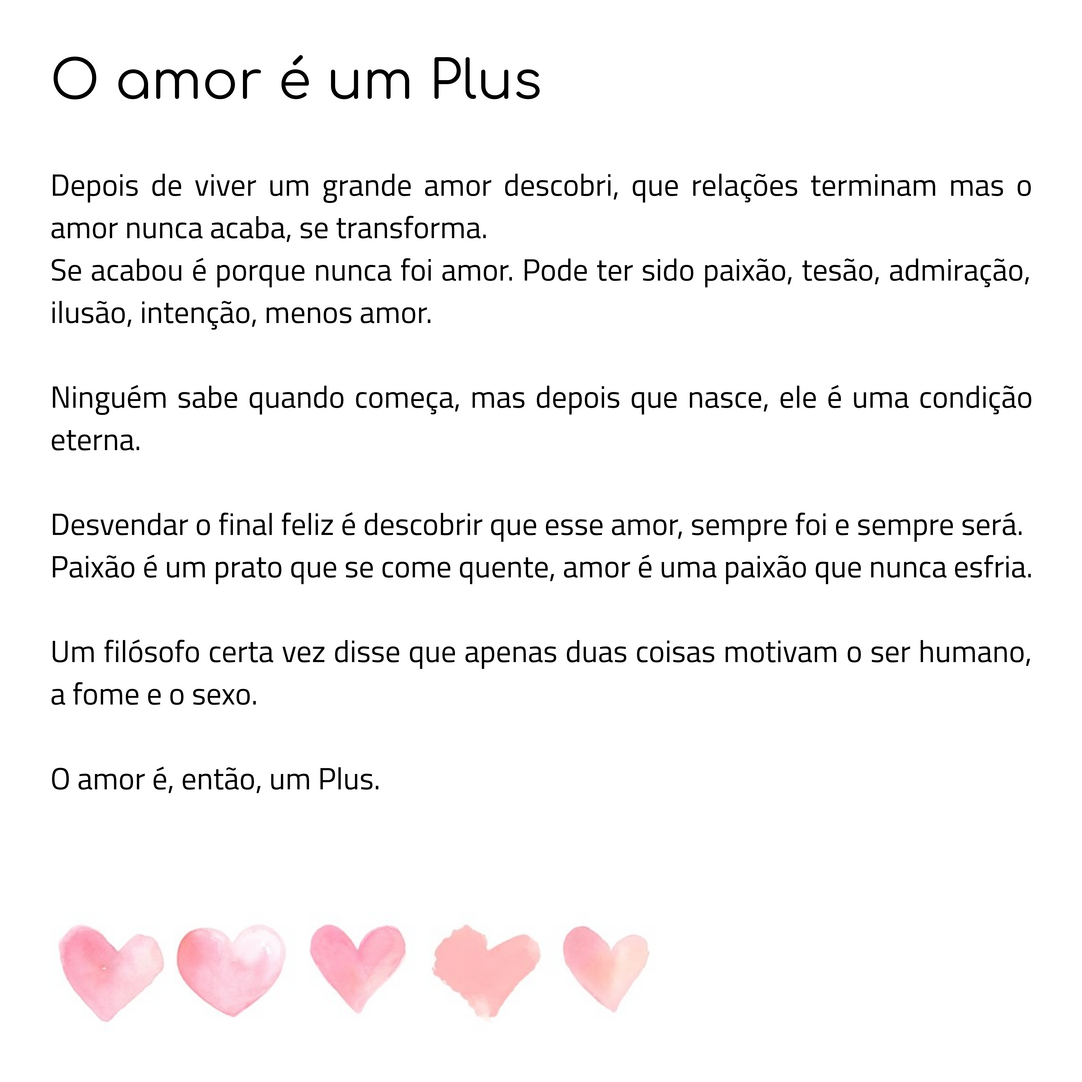 O amor é um Plus
Depois de viver um grande amor descobri, que relações terminam mas o
amor nunca acaba, se transforma.
Se acabou é porque nunca foi amor. Pode ter sido paixão, tesão, admiração,
ilusão, intenção, menos amor.
Ninguém sabe quando começa, mas depois que nasce, ele é uma condição
eterna.
Desvendar o final feliz é descobrir que esse amor, sempre foi e sempre será.
Paixão é um prato que se come quente, amor é uma paixão que nunca esfria.
Um filósofo certa vez disse que apenas duas coisas motivam o ser humano,
a fome e o sexo.
O amor é, então, um Plus.